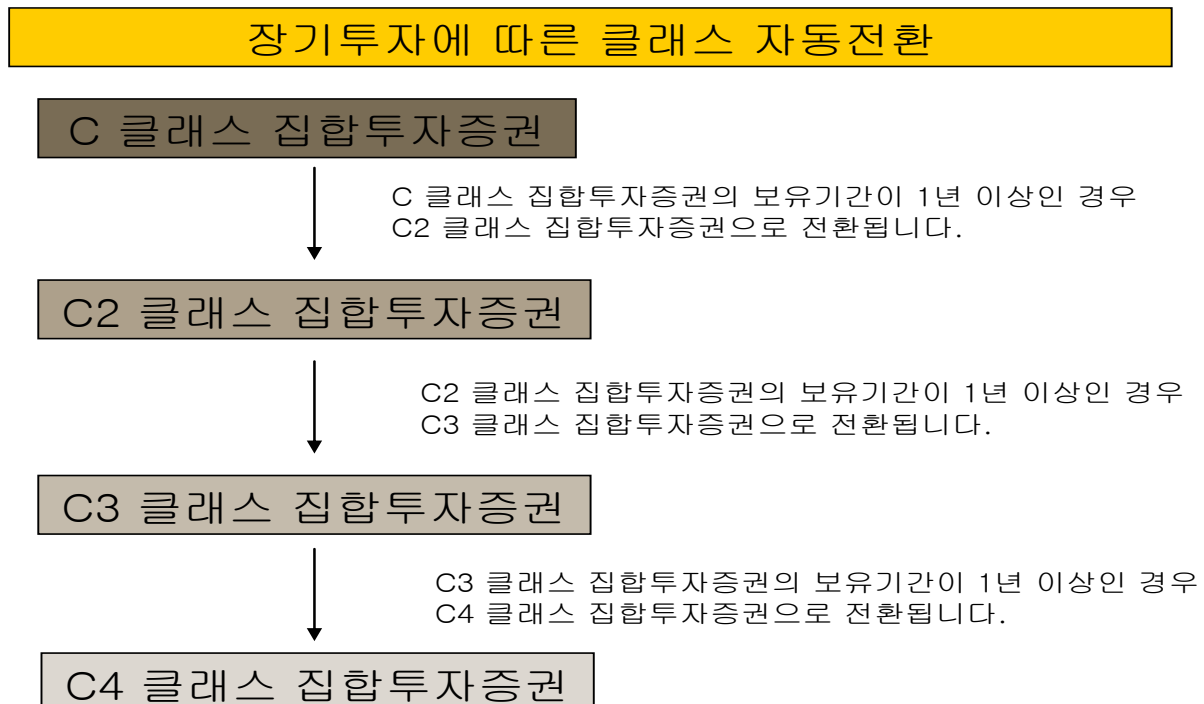 장기투자에 따른 클래스 자동전환
C 클래스 집합투자증권
C 클래스 집합투자증권의 보유기간이 1년 이상인 경우
C2 클래스 집합투자증권으로 전환됩니다.
C2 클래스 집합투자증권
C2 클래스 집합투자증권의 보유기간이 1년 이상인 경우
C3 클래스 집합투자증권으로 전환됩니다.
C3 클래스 집합투자증권
C3 클래스 집합투자증권의 보유기간이 1년 이상인 경우
C4 클래스 집합투자증권으로 전환됩니다.
C4 클래스 집합투자증권